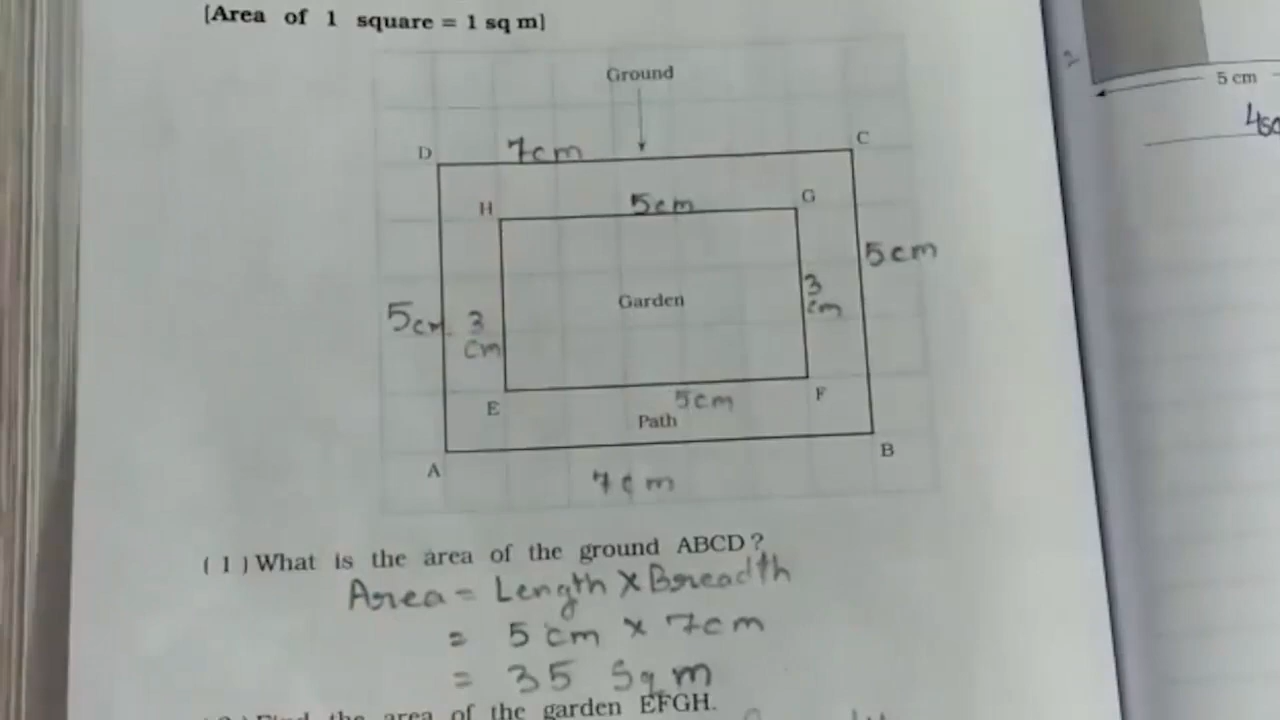 [Area of 1 square = 1 sq m]
Ground
D 7cm C
H 5cm G
5cm
5cm 3 cm
3 cm
Garden
E 5cm F
Path
A 7cm B
(1) What is the area of the ground ABCD?
Area = Length × Breadth
= 5 cm × 7cm
= 35 Sq m
the area of the garden EFGH.
5 cm